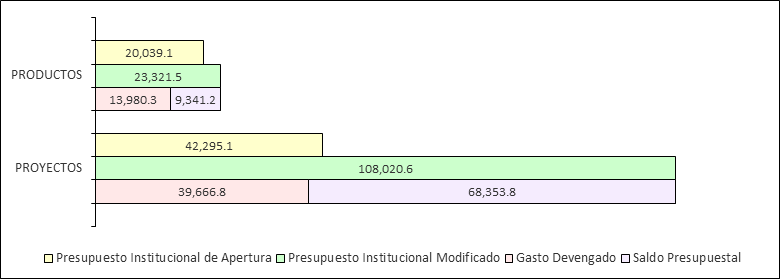 20,039.1
PRODUCTOS
23,321.5
13,980.3 9,341.2
42,295.1
PROYECTOS
108,020.6
39,666.8 68,353.8
Presupuesto Institucional de Apertura Presupuesto Institucional Modificado Gasto Devengado Saldo Presupuestal